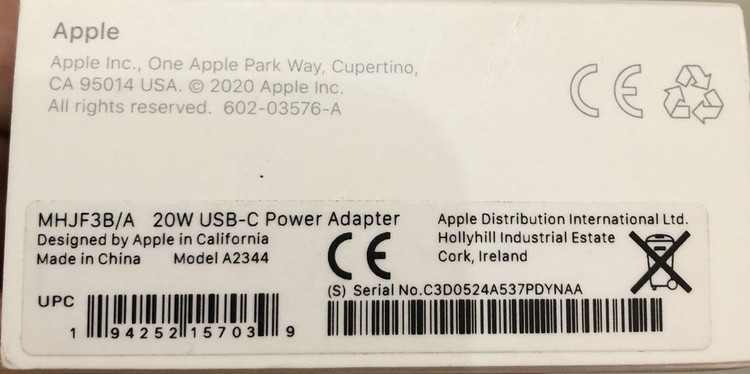 Apple
Apple Inc., One Apple Park Way, Cupertino,
CA 95014 USA. © 2020 Apple Inc.
All rights reserved. 602-03576-A
CE
MHJF3B/A 20W USB-C Power Adapter
Designed by Apple in California
Made in China Model A2344
CE
Apple Distribution International Ltd.
Hollyhill Industrial Estate
Cork, Ireland
(S) Serial No.C3D0524A537PDYNAA
UPC
1 94252 15703 9